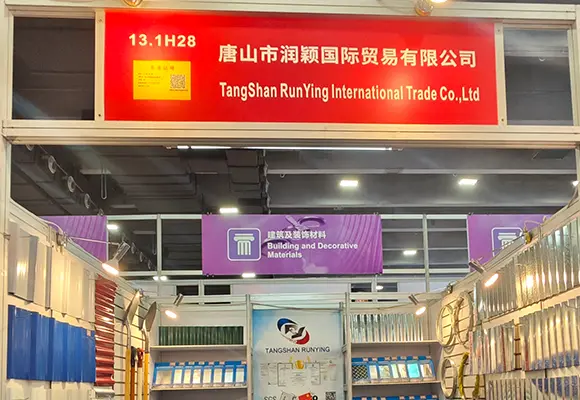 13.1H28
唐山市润颖国际贸易有限公司
TangShan RunYing International Trade Co.,Ltd
建筑及装饰材料
Building and Decorative
Materials
TANGSHAN RUNYING
SGS